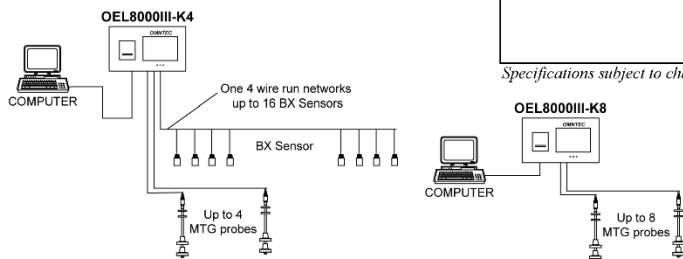 OEL8000III-K4
OMNTEC
COMPUTER
One 4 wire run networks
up to 16 BX Sensors
BX Sensor
Up to 4
MTG probes
Specifications subject to
OEL8000III-K8
OMNTEC
COMPUTER
Up to 8
MTG probes